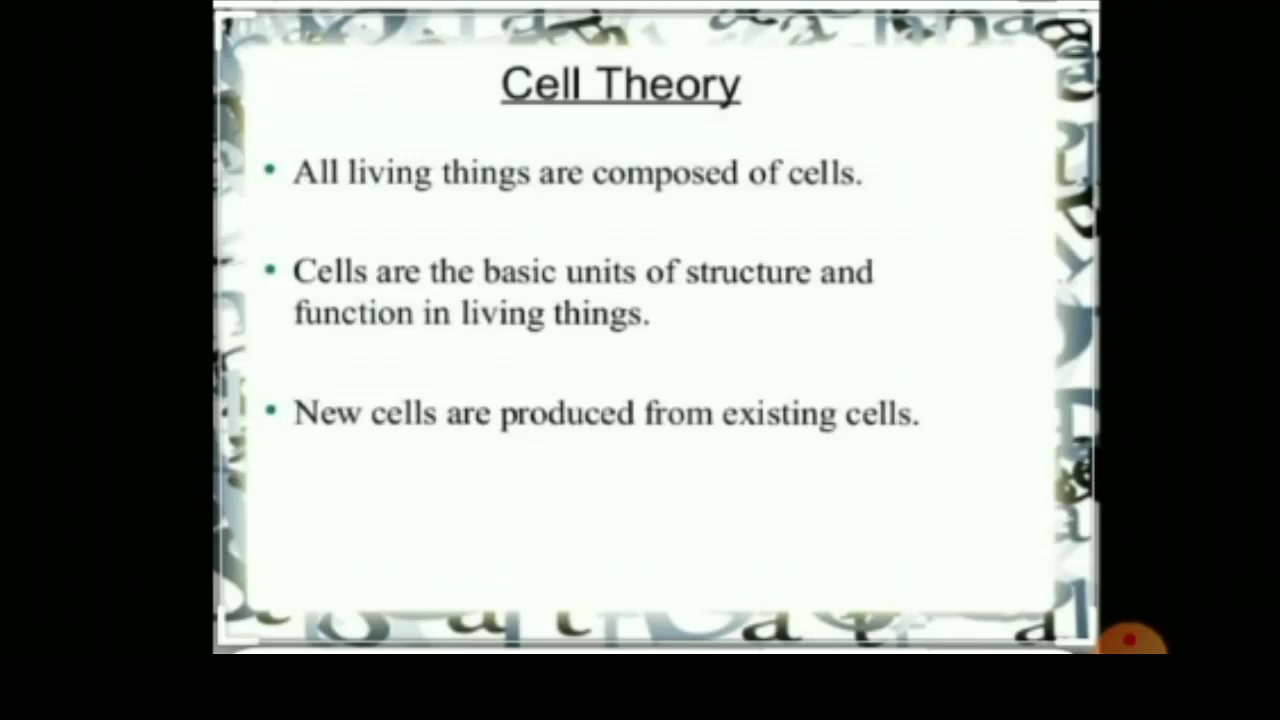 Cell Theory
• All living things are composed of cells.
• Cells are the basic units of structure and
function in living things.
• New cells are produced from existing cells.